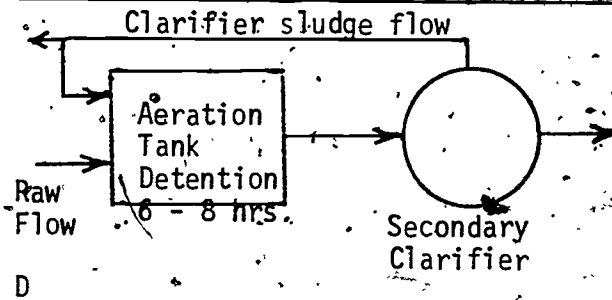 Clarifier sludge flow
Aeration
Tank
Detention
6 - 8 hrs.
Raw
Flow
Secondary
Clarifier
D